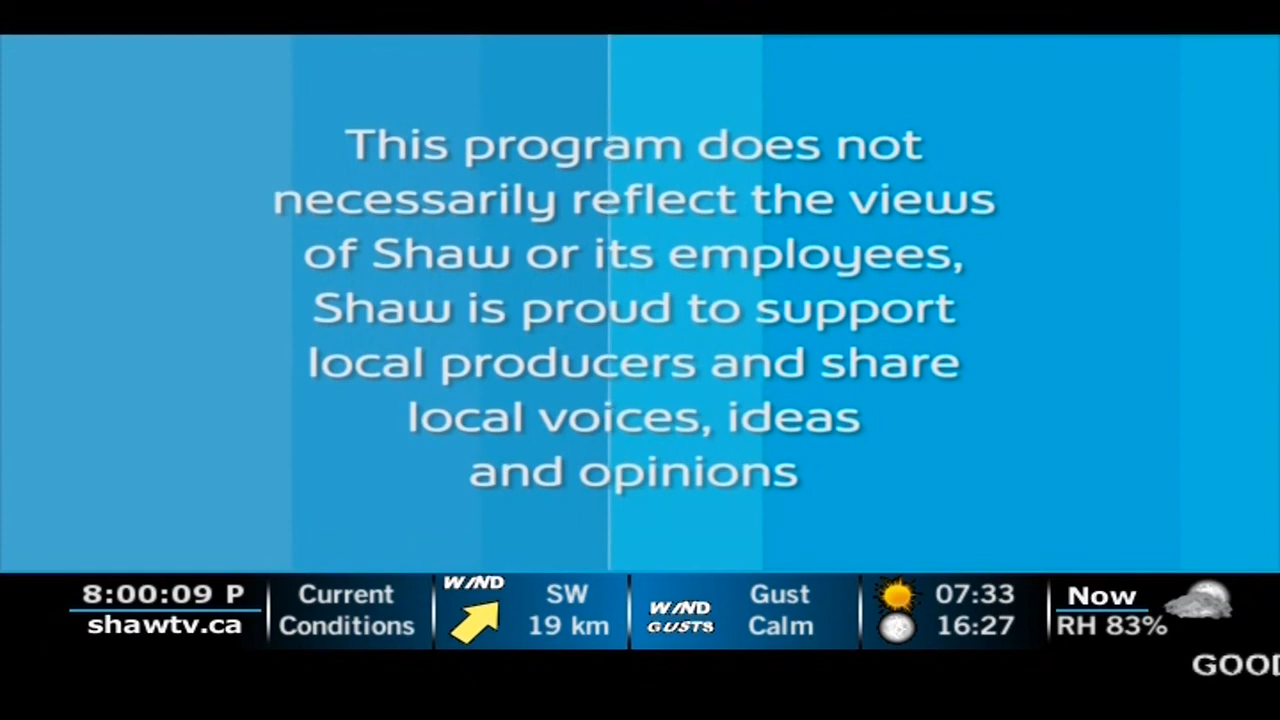 This program does not
necessarily reflect the views
of Shaw or its employees,
Shaw is proud to support
local producers and share
local voices, ideas
and opinions
8:00:09 P
shawtv.ca
Current
Conditions
WIND
SW
19 km
WIND
GUSTS
Gust
Calm
07:33
16:27
Now
RH 83%